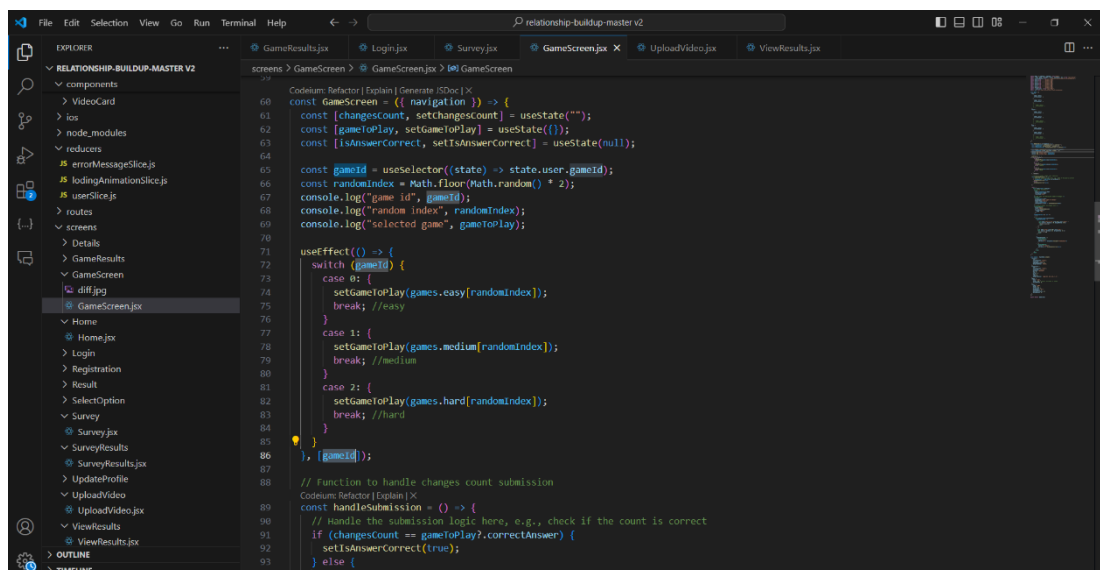 File Edit Selection View Go Run Terminal Help
relationship-buildup-master v2
EXPLORER
RELATIONSHIP-BUILDUP-MASTER V2
components
VideoCard
ios
node_modules
reducers
JS errorMessageSlice.js
JS lodingAnimationSlice.js
JS userSlice.js
routes
screens
Details
GameResults
GameScreen
diff.jpg
GameScreen.jsx
Home
Home.jsx
Login
Registration
Result
SelectOption
Survey
Survey.jsx
SurveyResults
SurveyResults.jsx
UpdateProfile
UploadVideo
UploadVideo.jsx
ViewResults
ViewResults.jsx
OUTLINE
TIMELINE
GameResults.jsx Login.jsx Survey.jsx GameScreen.jsx UploadVideo.jsx ViewResults.jsx
screens > GameScreen > GameScreen.jsx > GameScreen
59
Codeium: Refactor | Explain | Generate JSDoc | X
60 const GameScreen = ({ navigation }) => {
61 const [changesCount, setChangesCount] = useState("");
62 const [gameToPlay, setGameToPlay] = useState({});
63 const [isAnswerCorrect, setIsAnswerCorrect] = useState(null);
64
65 const gameId = useSelector((state) => state.user.gameId);
66 const randomIndex = Math.floor(Math.random() * 2);
67 console.log("game id", gameId);
68 console.log("random index", randomIndex);
69 console.log("selected game", gameToPlay);
70
71 useEffect(() => {
72 switch (gameId) {
73 case 0: {
74 setGameToPlay(games.easy[randomIndex]);
75 break; //easy
76 }
77 case 1: {
78 setGameToPlay(games.medium[randomIndex]);
79 break; //medium
80 }
81 case 2: {
82 setGameToPlay(games.hard[randomIndex]);
83 break; //hard
84 }
85 }
86 }, [gameId]);
87
88 // Function to handle changes count submission
Codeium: Refactor | Explain | X
89 const handleSubmission = () => {
90 // Handle the submission logic here, e.g., check if the count is correct
91 if (changesCount == gameToPlay?.correctAnswer) {
92 setIsAnswerCorrect(true);
93 } else {